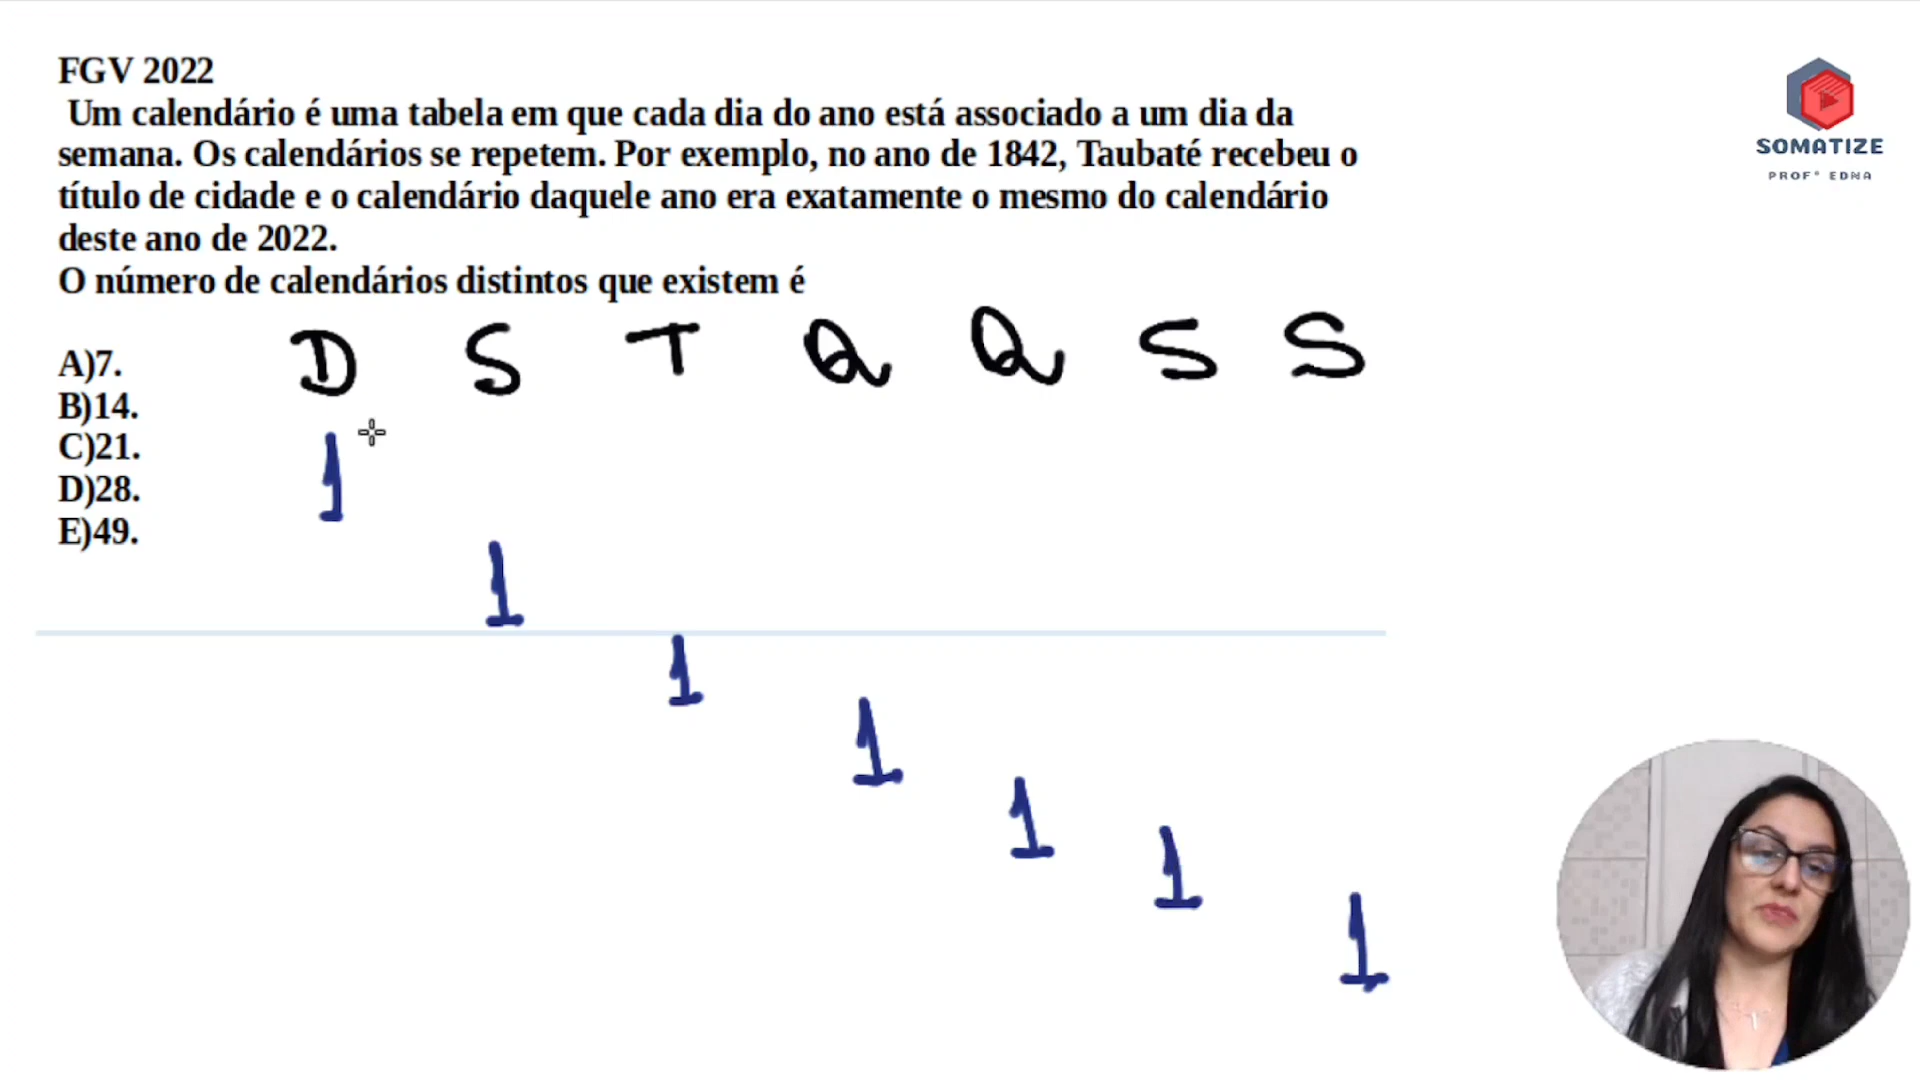 FGV 2022
Um calendário é uma tabela em que cada dia do ano está associado a um dia da
semana. Os calendários se repetem. Por exemplo, no ano de 1842, Taubaté recebeu o
título de cidade e o calendário daquele ano era exatamente o mesmo do calendário
deste ano de 2022.
O número de calendários distintos que existem é
D S T Q Q S S
A)7.
B)14.
C)21.
D)28.
E)49.
1
1
1
1
1
1
1
SOMATIZE
PROFª EDNA